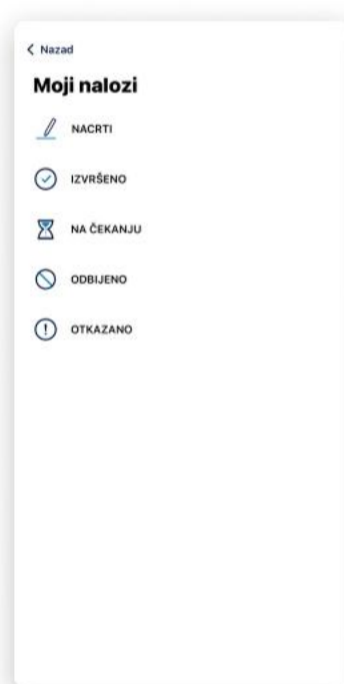 Nazad
Moji nalozi
NACRTI
IZVRŠENO
NA ČEKANJU
ODBIJENO
OTKAZANO